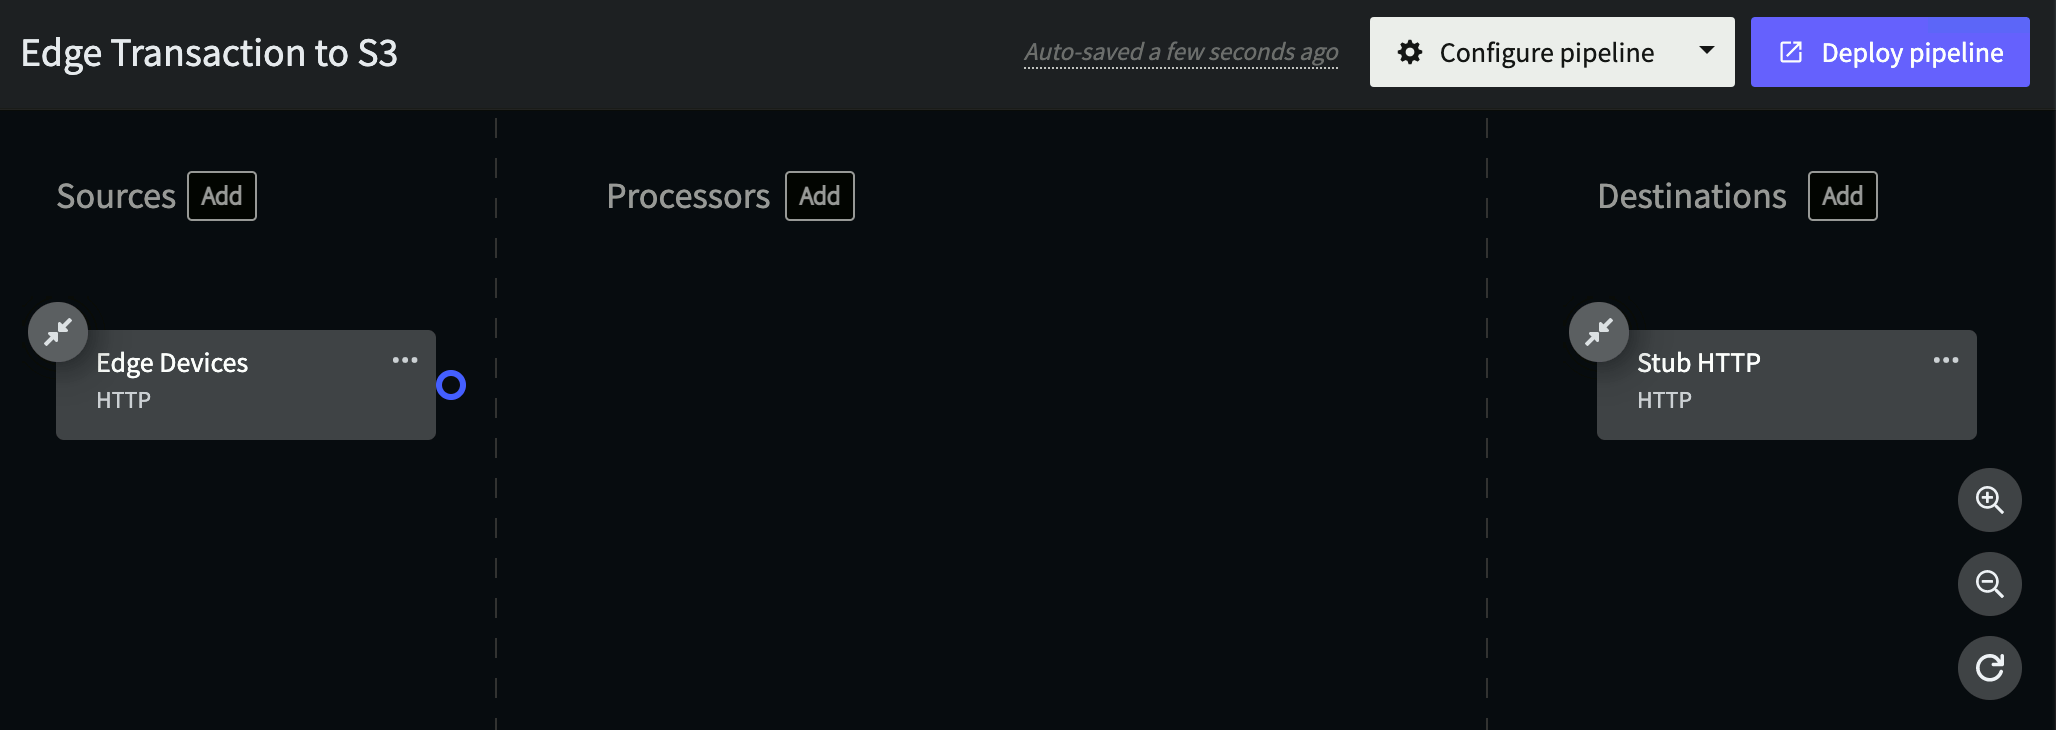 Edge Transaction to S3
Auto-saved a few seconds ago
Configure pipeline
Deploy pipeline
Sources Add
Processors Add
Destinations Add
Edge Devices
HTTP
Stub HTTP
HTTP